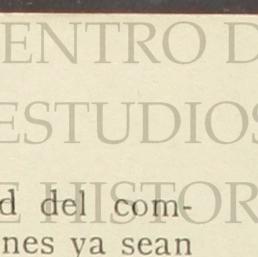 ENTRO D
ESTUDIOS
E HISTOR
d del com-
nes ya sean